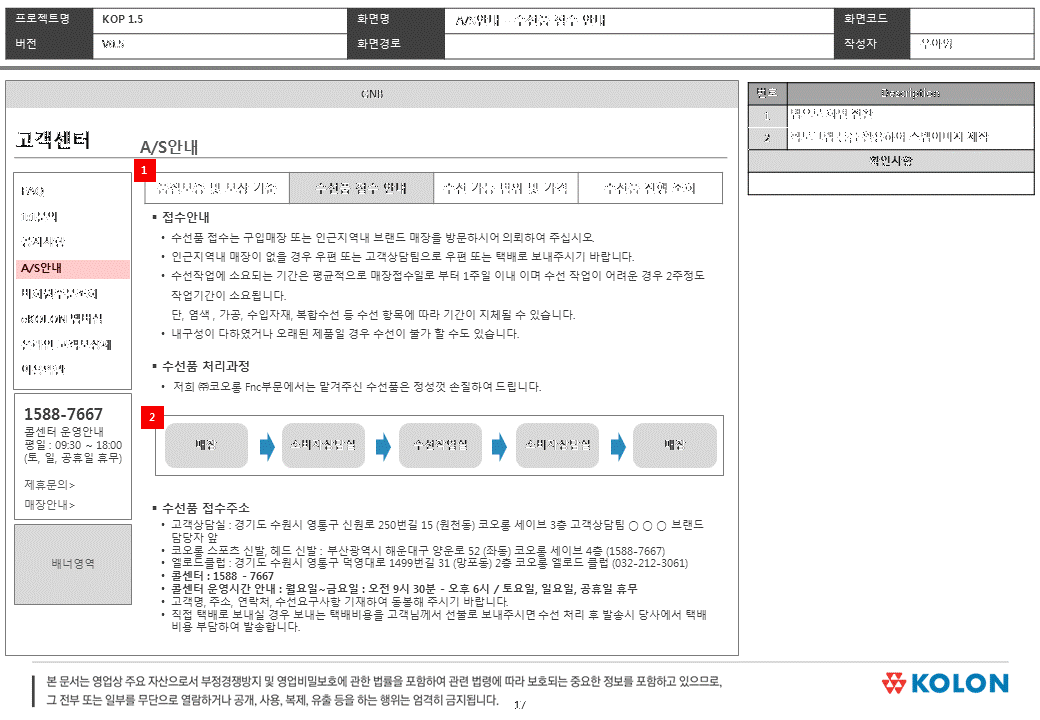 프로젝트명 KOP 1.5 화면명 A/S안내 – 수선품 접수 안내 화면코드
버전 V0.5 화면경로 작성자 우아영
GNB
고객센터
A/S안내
1
품질보증 및 보상 기준 수선품 접수 안내 수선 가능 범위 및 가격 수선품 진행 조회
FAQ
1:1문의
공지사항
A/S안내
비회원주문조회
eKOLON 멤버십
온라인 고객보상제
이용약관
1588-7667
콜센터 운영안내
평일 : 09:30 ~ 18:00
(토, 일, 공휴일 휴무)
제휴문의>
매장안내>
배너영역
▪ 접수안내
• 수선품 접수는 구입매장 또는 인근지역내 브랜드 매장을 방문하시어 의뢰하여 주십시오.
• 인근지역내 매장이 없을 경우 우편 또는 고객상담팀으로 우편 또는 택배로 보내주시기 바랍니다.
• 수선작업에 소요되는 기간은 평균적으로 매장접수일로 부터 1주일 이내 이며 수선 작업이 어려운 경우 2주정도
작업기간이 소요됩니다.
단, 염색 , 가공, 수입자재, 복합수선 등 수선 항목에 따라 기간이 지체될 수 있습니다.
• 내구성이 다하였거나 오래된 제품일 경우 수선이 불가 할 수도 있습니다.
▪ 수선품 처리과정
• 저희 ㈜코오롱 Fnc부문에서는 맡겨주신 수선품은 정성껏 손질하여 드립니다.
2
매장 소비자상담실 수선작업실 소비자상담실 매장
▪ 수선품 접수주소
• 고객상담실 : 경기도 수원시 영통구 신원로 250번길 15 (원천동) 코오롱 세이브 3층 고객상담팀 ○ ○ ○ 브랜드
담당자 앞
• 코오롱 스포츠 신발, 헤드 신발 : 부산광역시 해운대구 양운로 52 (좌동) 코오롱 세이브 4층 (1588-7667)
• 엘로드클럽 : 경기도 수원시 영통구 덕영대로 1499번길 31 (망포동) 2층 코오롱 엘로드 클럽 (032-212-3061)
• 콜센터 : 1588 - 7667
• 콜센터 운영시간 안내 : 월요일~금요일 : 오전 9시 30분 - 오후 6시 / 토요일, 일요일, 공휴일 휴무
• 고객명, 주소, 연락처, 수선요구사항 기재하여 동봉해 주시기 바랍니다.
• 직접 택배로 보내실 경우 보내는 택배비용을 고객님께서 선불로 보내주시면 수선 처리 후 발송시 당사에서 택배
비용 부담하여 발송합니다.
번호 Description
1 탭으로 화면 전환
2 이미지 제작
확인사항
본 문서는 영업상 주요 자산으로서 부정경쟁방지 및 영업비밀보호에 관한 법률을 포함하여 관련 법령에 따라 보호되는 중요한 정보를 포함하고 있으므로,
그 전부 또는 일부를 무단으로 열람하거나 공개, 사용, 복제, 유출 등을 하는 행위는 엄격히 금지됩니다.
17
KOLON